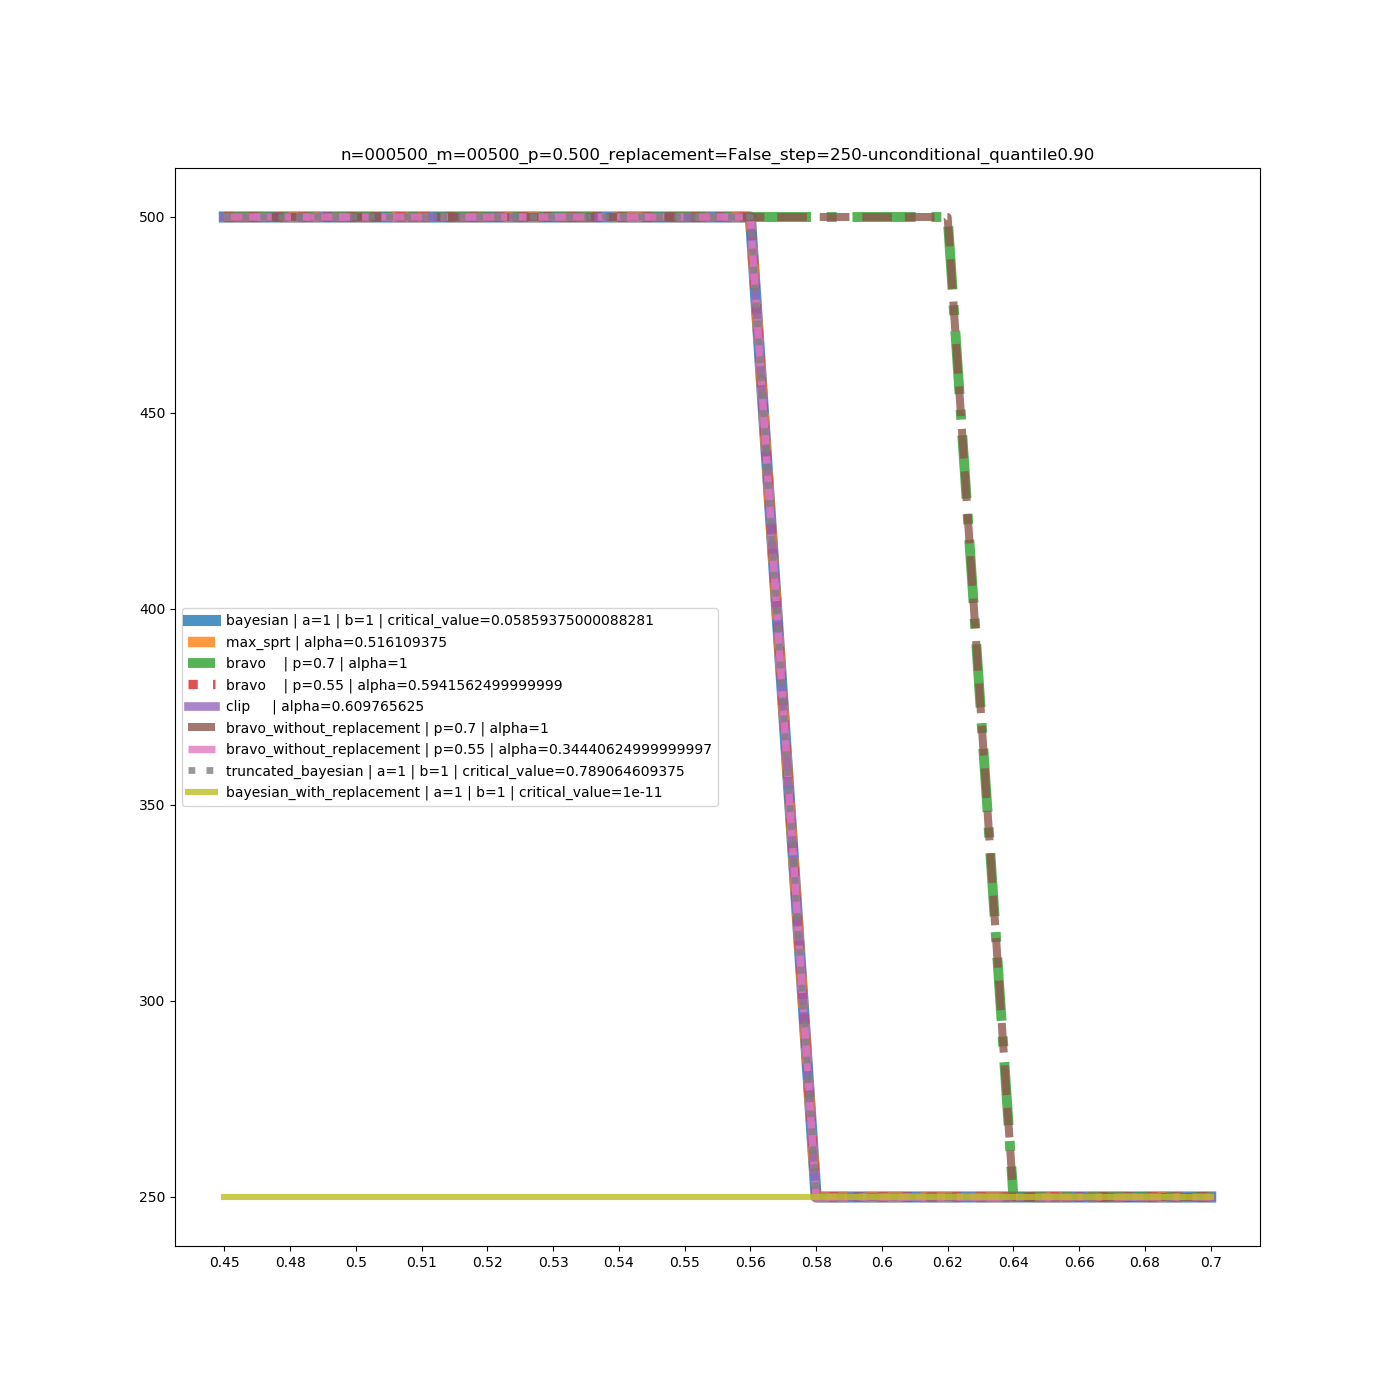 n=000500_m=00500_p=0.500_replacement=False_step=250-unconditional_quantile0.90
500
450
400
350
300
250
bayesian | a=1 | b=1 | critical_value=0.05859375000088281
max_sprt | alpha=0.516109375
bravo    | p=0.7 | alpha=1
bravo    | p=0.55 | alpha=0.5941562499999999
clip     | alpha=0.609765625
bravo_without_replacement | p=0.7 | alpha=1
bravo_without_replacement | p=0.55 | alpha=0.34440624999999997
truncated_bayesian | a=1 | b=1 | critical_value=0.789064609375
bayesian_with_replacement | a=1 | b=1 | critical_value=1e-11
0.45 0.48 0.5 0.51 0.52 0.53 0.54 0.55 0.56 0.58 0.6 0.62 0.64 0.66 0.68 0.7